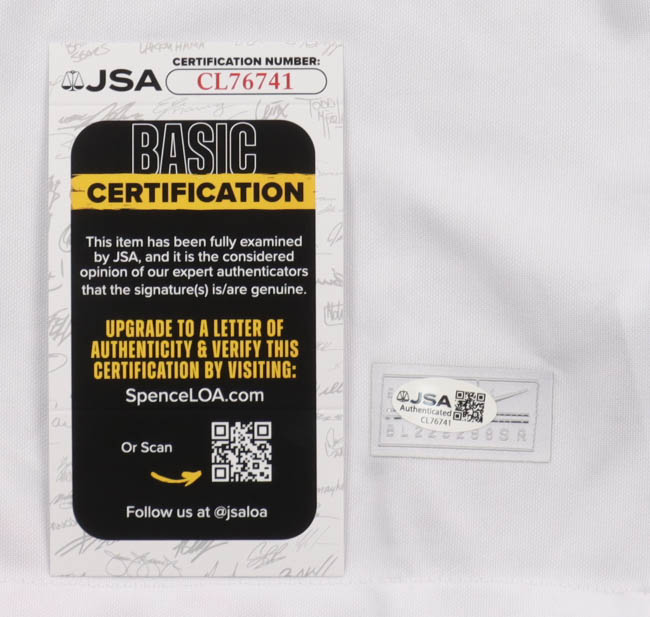 CERTIFICATION NUMBER:
JSA CL76741
BASIC
CERTIFICATION
This item has been fully examined
by JSA, and it is the considered
opinion of our expert authenticators
that the signature(s) is/are genuine.
UPGRADE TO A LETTER OF
AUTHENTICITY & VERIFY THIS
CERTIFICATION BY VISITING:
SpenceLOA.com
Or Scan
Follow us at @jsaloa
JSA
Authenticated
CL76741